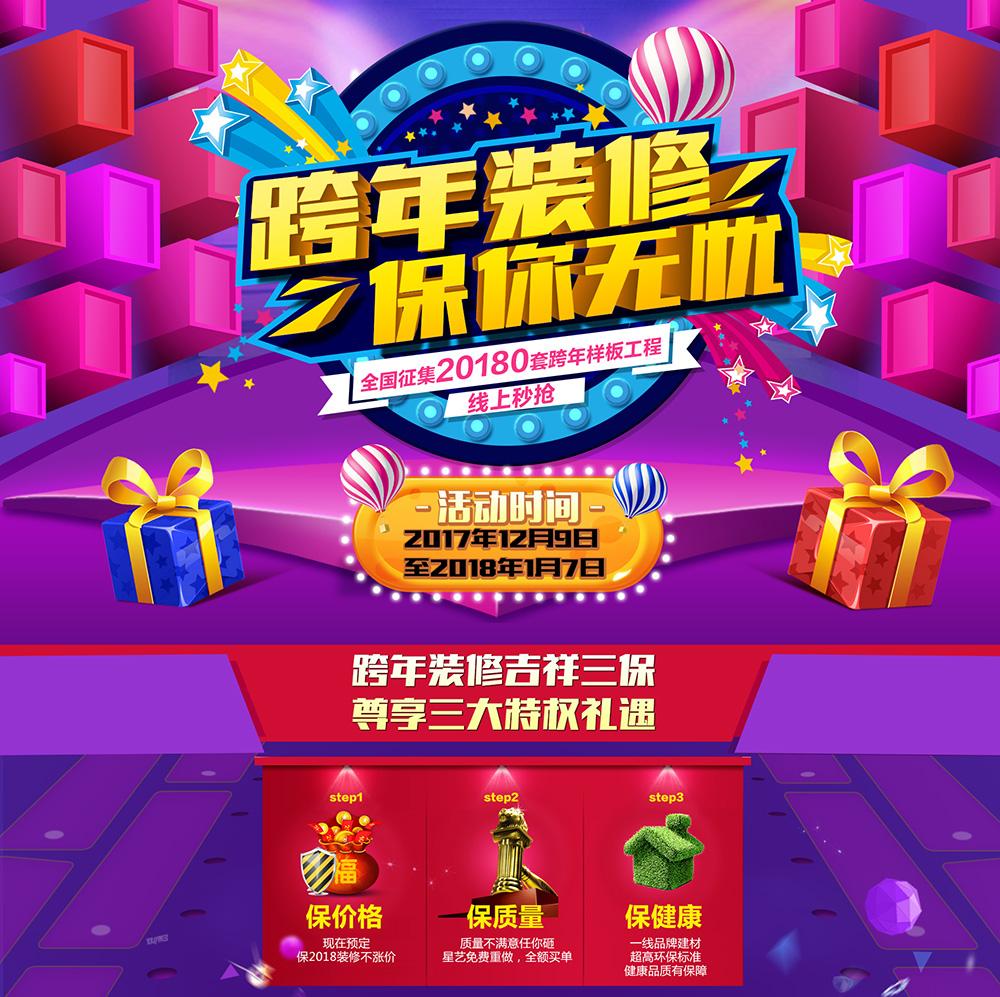 跨年装修
保你无忧
全国征集20180套跨年样板工程
线上秒抢
-活动时间-
2017年12月9日
至2018年1月7日
跨年装修吉祥三保
尊享三大特权礼遇
step1
福
保价格
现在预定
保2018装修不涨价
step2
保质量
质量不满意任你砸
星艺免费重做，全额买单
step3
保健康
一线品牌建材
超高环保标准
健康品质有保障